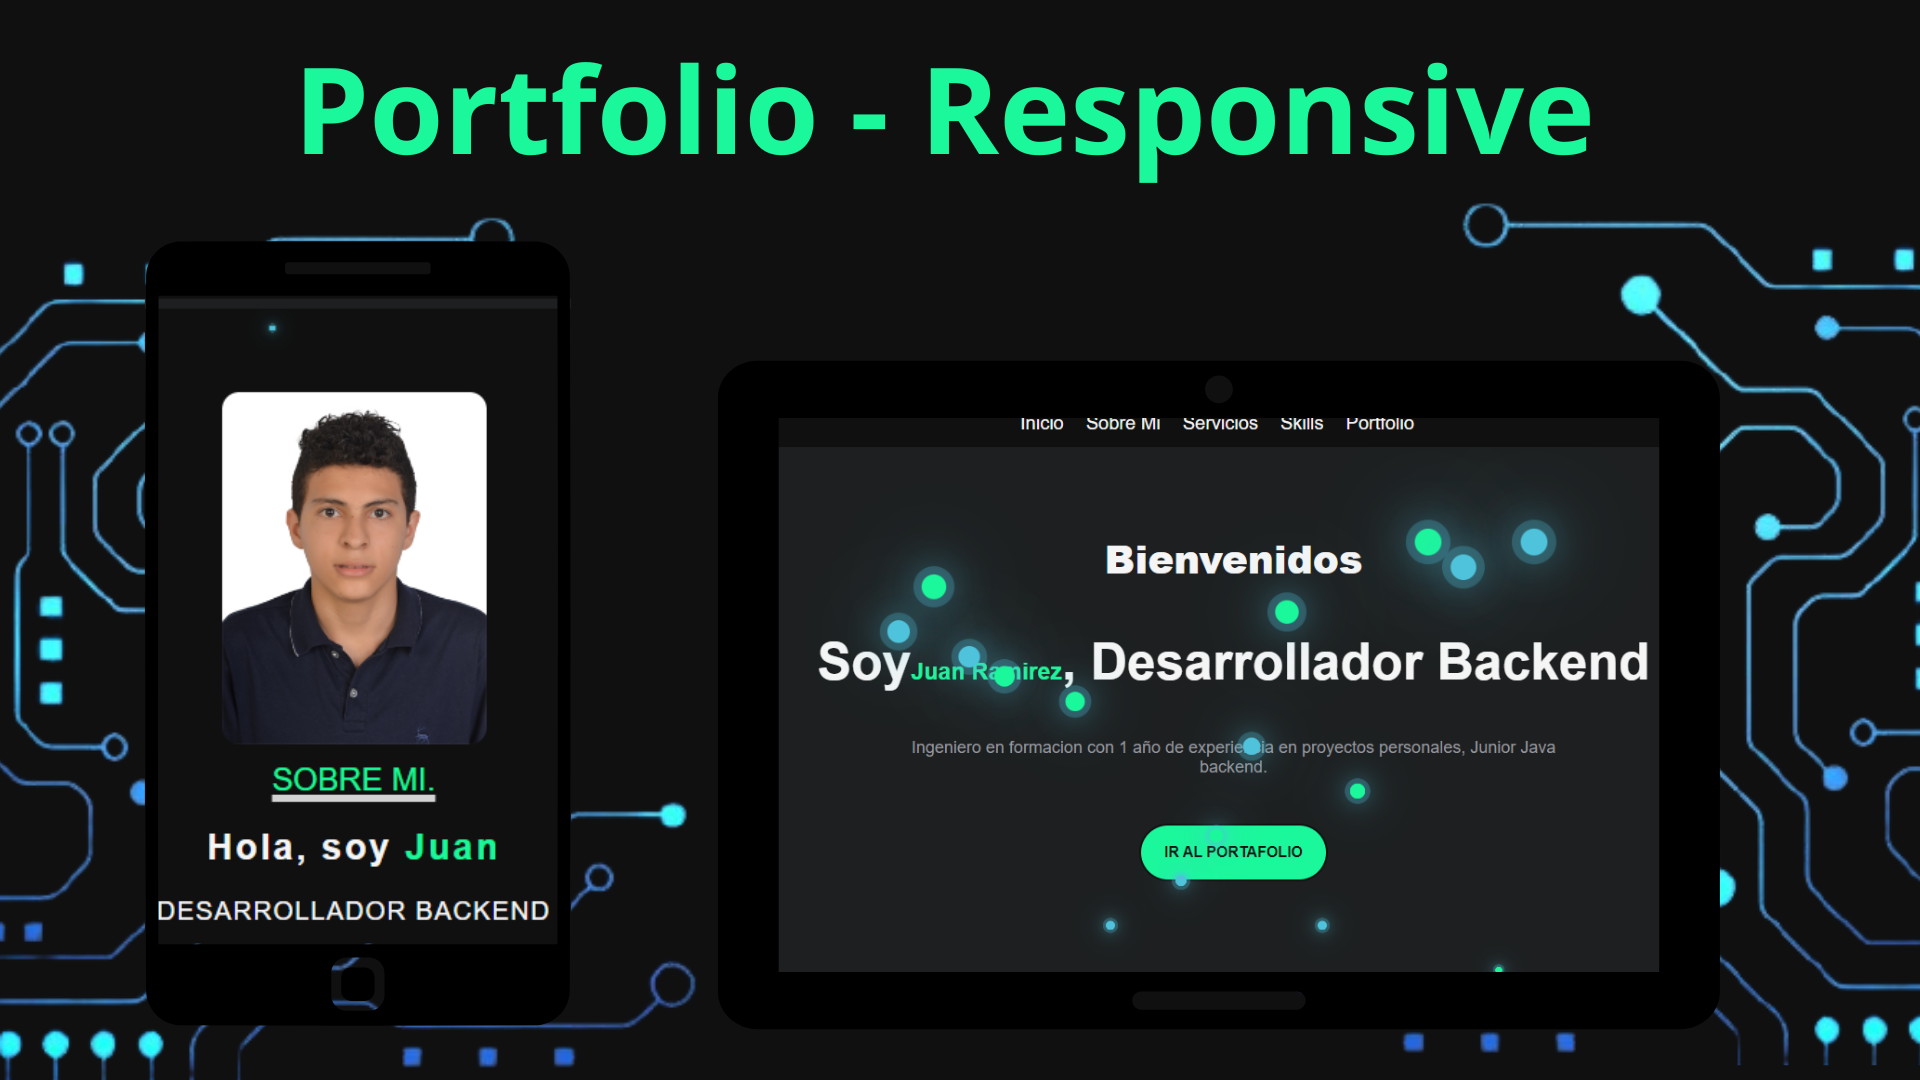 Portfolio - Responsive
SOBRE MI.
Hola, soy Juan
DESARROLLADOR BACKEND
Inicio Sobre Mi Servicios Skills Portfolio
Bienvenidos
Soy Juan Ramirez, Desarrollador Backend
Ingeniero en formacion con 1 año de experiencia en proyectos personales, Junior Java
backend.
IR AL PORTAFOLIO